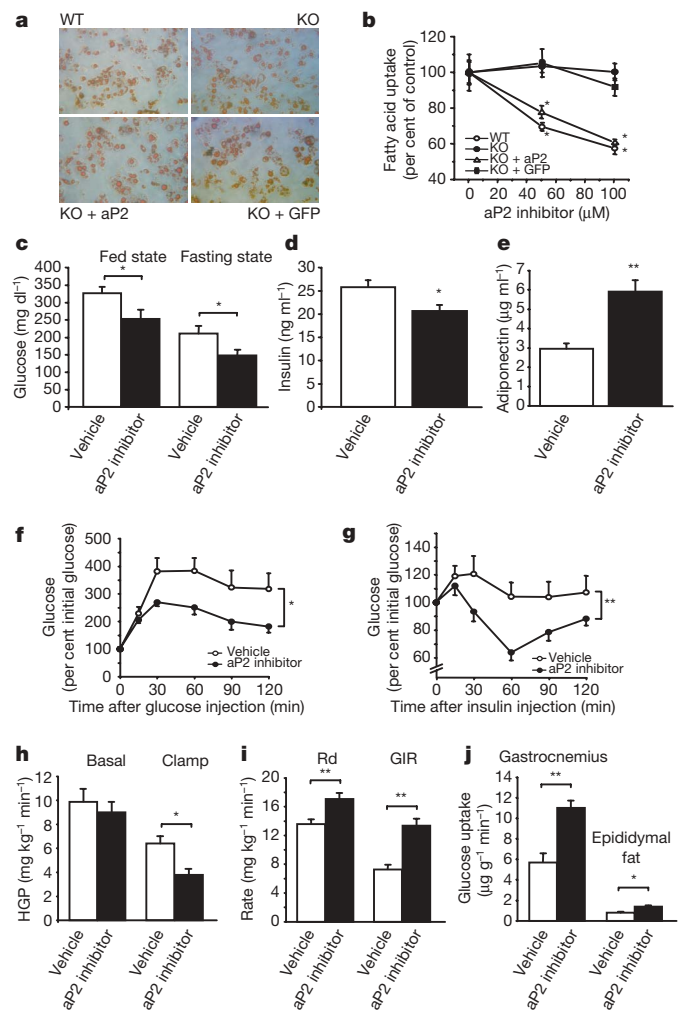 a
WT KO
KO + aP2 KO + GFP
b
Fatty acid uptake
(per cent of control)
120
100
80
60
40
*
*
*
*
WT
KO
KO + aP2
KO + GFP
0 20 40 60 80 100
aP2 inhibitor (μM)
c
Fed state Fasting state
Glucose (mg dl–1)
400
350
300
250
200
150
100
50
0
*
*
Vehicle
aP2 inhibitor
Vehicle
aP2 inhibitor
d
Insulin (ng ml–1)
30
25
20
15
10
5
0
*
Vehicle
aP2 inhibitor
e
Adiponectin (μg ml–1)
7
6
5
4
3
2
1
0
**
Vehicle
aP2 inhibitor
f
Glucose
(per cent initial glucose)
500
400
300
200
100
0
*
Vehicle
aP2 inhibitor
0 30 60 90 120
Time after glucose injection (min)
g
Glucose
(per cent initial glucose)
140
120
100
80
60
**
Vehicle
aP2 inhibitor
0 30 60 90 120
Time after insulin injection (min)
h
Basal Clamp
HGP (mg kg–1 min–1)
12
10
8
6
4
2
0
*
Vehicle
aP2 inhibitor
Vehicle
aP2 inhibitor
i
Rd GIR
Rate (mg kg–1 min–1)
20
16
12
8
4
0
**
**
Vehicle
aP2 inhibitor
Vehicle
aP2 inhibitor
j
Gastrocnemius
Glucose uptake
(μg g–1 min–1)
14
12
10
8
6
4
2
0
**
Epididymal
fat
*
Vehicle
aP2 inhibitor
Vehicle
aP2 inhibitor